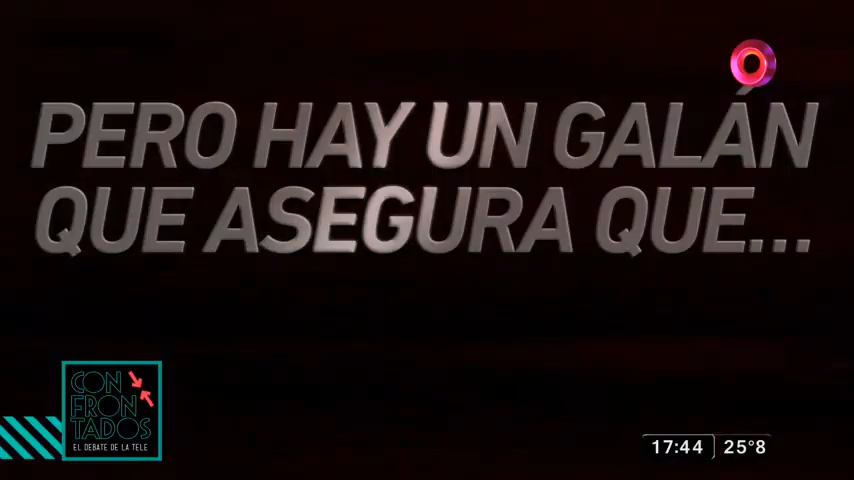 PERO HAY UN GALÁN
QUE ASEGURA QUE...
CON
FRON
TADOS
EL DEBATE DE LA TELE
17:44 25°8